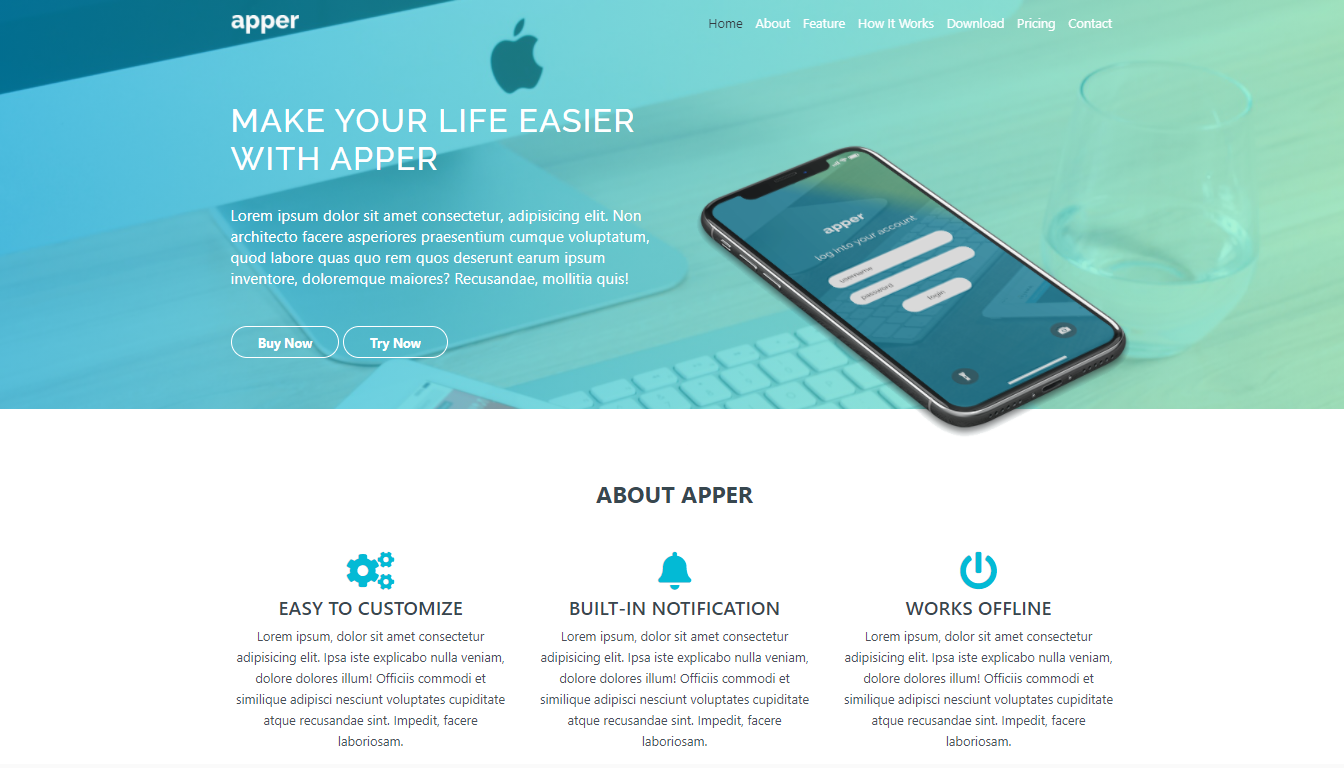 apper
Home About Feature How It Works Download Pricing Contact
MAKE YOUR LIFE EASIER
WITH APPER
Lorem ipsum dolor sit amet consectetur, adipisicing elit. Non
architecto facere asperiores praesentium cumque voluptatum,
quod labore quas quo rem quos deserunt earum ipsum
inventore, doloremque maiores? Recusandae, mollitia quis!
Buy Now Try Now
apper
log into your account
username
password
login
ABOUT APPER
EASY TO CUSTOMIZE
Lorem ipsum, dolor sit amet consectetur
adipisicing elit. Ipsa iste explicabo nulla veniam,
dolore dolores illum! Officiis commodi et
similique adipisci nesciunt voluptates cupiditate
atque recusandae sint. Impedit, facere
laboriosam.
BUILT-IN NOTIFICATION
Lorem ipsum, dolor sit amet consectetur
adipisicing elit. Ipsa iste explicabo nulla veniam,
dolore dolores illum! Officiis commodi et
similique adipisci nesciunt voluptates cupiditate
atque recusandae sint. Impedit, facere
laboriosam.
WORKS OFFLINE
Lorem ipsum, dolor sit amet consectetur
adipisicing elit. Ipsa iste explicabo nulla veniam,
dolore dolores illum! Officiis commodi et
similique adipisci nesciunt voluptates cupiditate
atque recusandae sint. Impedit, facere
laboriosam.